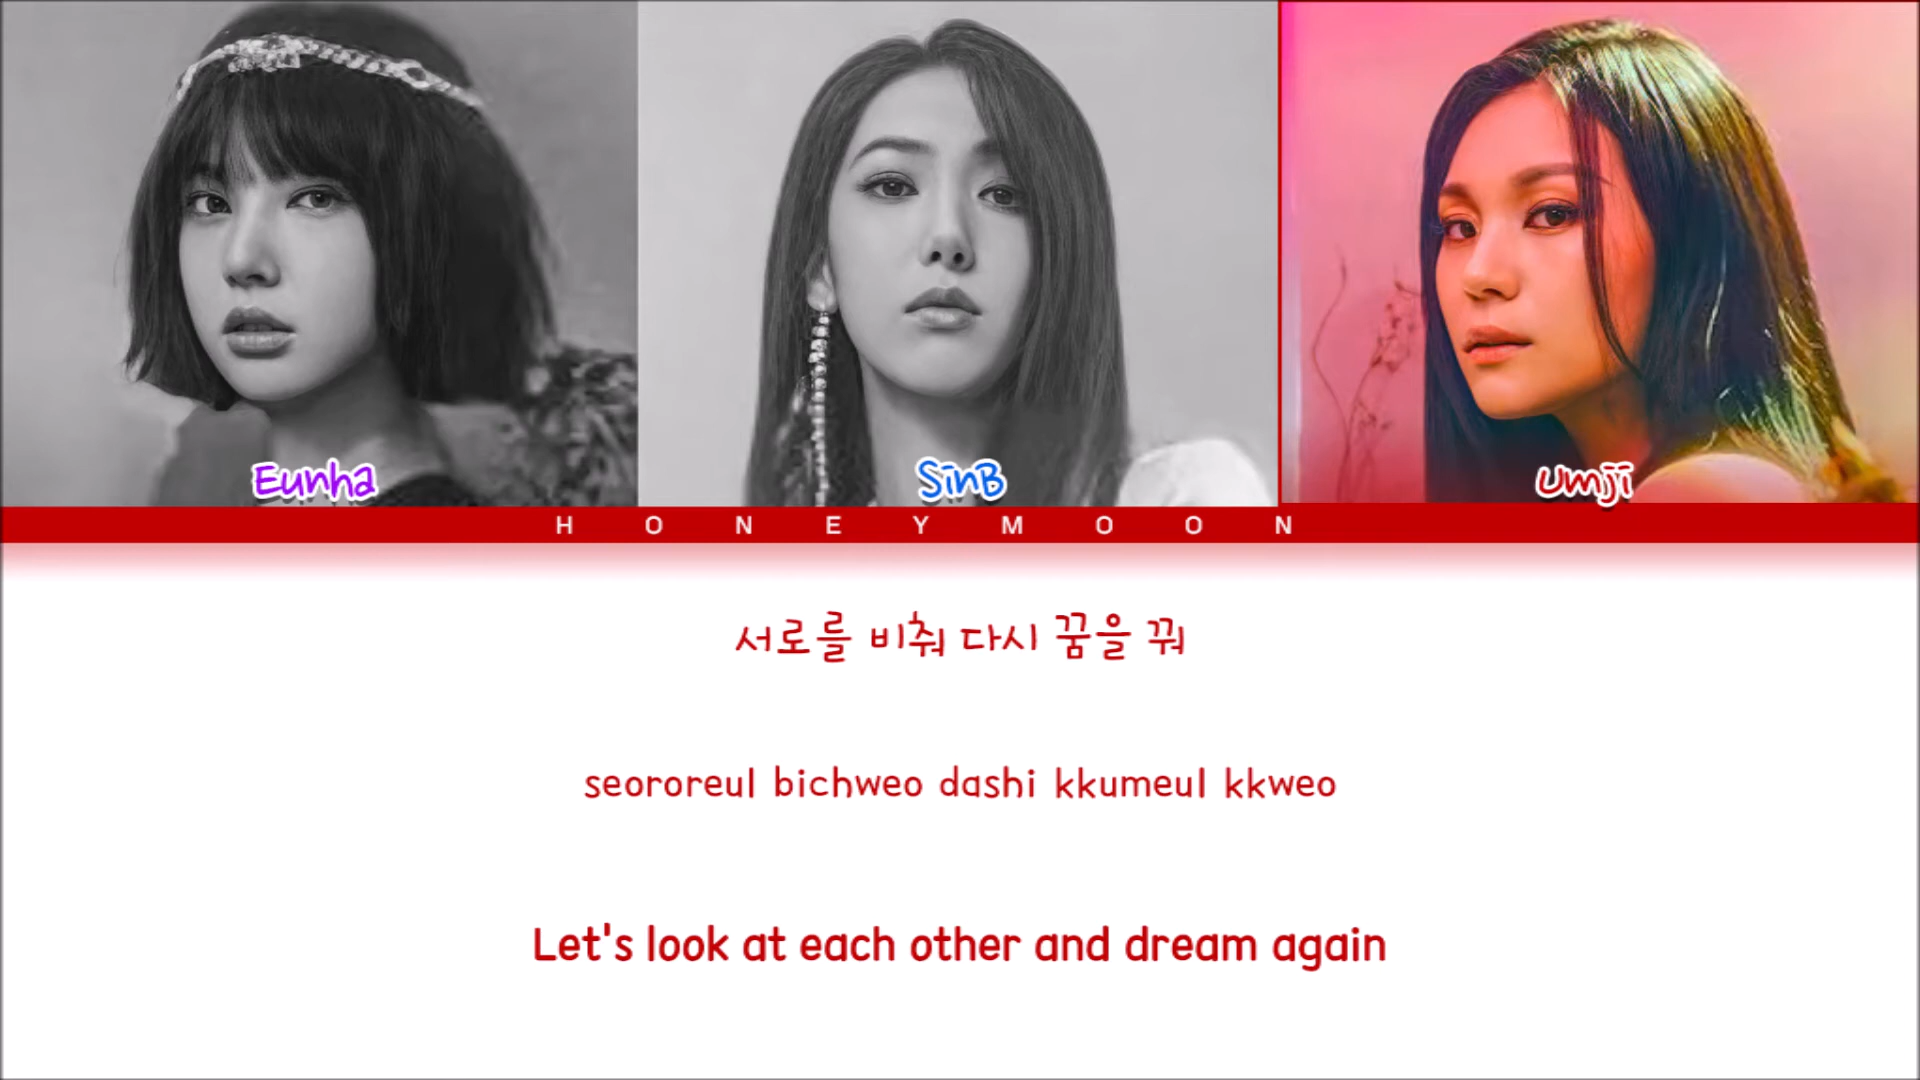 Eunha
SinB
Umji
HONEYMOON
서로를 비춰 다시 꿈을 꿔
seororeul bichweo dashi kkumeul kkweo
Let's look at each other and dream again